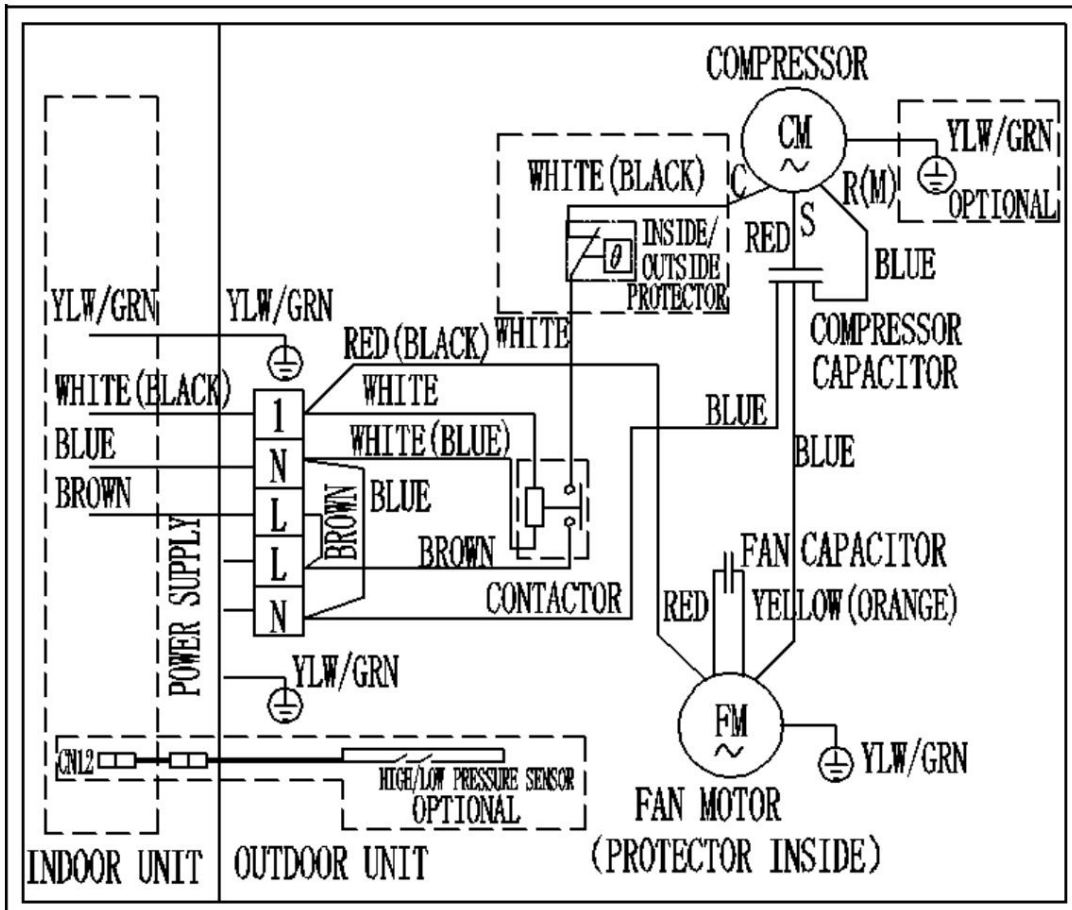 COMPRESSOR
CM
YLW/GRN
OPTIONAL
WHITE(BLACK)
C
S
R(M)
RED
BLUE
INSIDE/
OUTSIDE
PROTECTOR
θ
COMPRESSOR
CAPACITOR
YLW/GRN
YLW/GRN
RED(BLACK)
WHITE
WHITE(BLACK)
1
WHITE
BLUE
N
WHITE(BLUE)
BLUE
BLUE
BROWN
L
BROWN
BLUE
L
BROWN
N
CONTACTOR
POWER SUPPLY
FAN CAPACITOR
RED
YELLOW(ORANGE)
YLW/GRN
FM
YLW/GRN
CN12
HIGH/LOW PRESSURE SENSOR
OPTIONAL
FAN MOTOR
(PROTECTOR INSIDE)
INDOOR UNIT
OUTDOOR UNIT